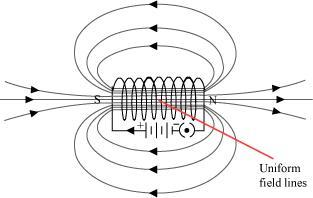 S
N
+
−
Uniform
field lines